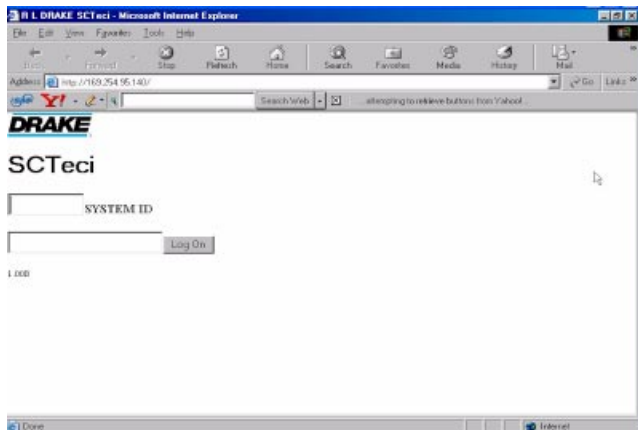 R L DRAKE SCTeci - Microsoft Internet Explorer
File Edit View Favorites Tools Help
Back Forward Stop Refresh Home Search Favorites Media History Mail
Address http://169.254.95.140/ Go Links
Y! Search Web attempting to retrieve buttons from Yahoo!
DRAKE
SCTeci
SYSTEM ID
Log On
Done Internet